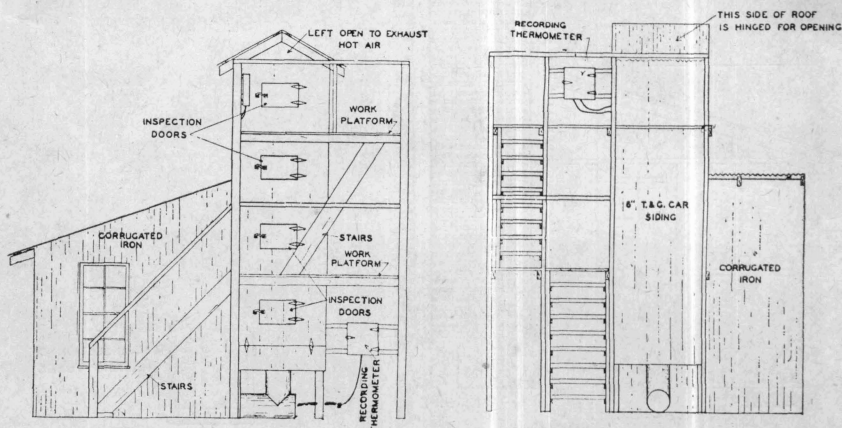 LEFT OPEN TO EXHAUST
HOT AIR
INSPECTION
DOORS
WORK
PLATFORM
CORRUGATED
IRON
STAIRS
WORK
PLATFORM
INSPECTION
DOORS
STAIRS
RECORDING
THERMOMETER
RECORDING
THERMOMETER
THIS SIDE OF ROOF
IS HINGED FOR OPENING
6", T. & G. CAR
SIDING
CORRUGATED
IRON